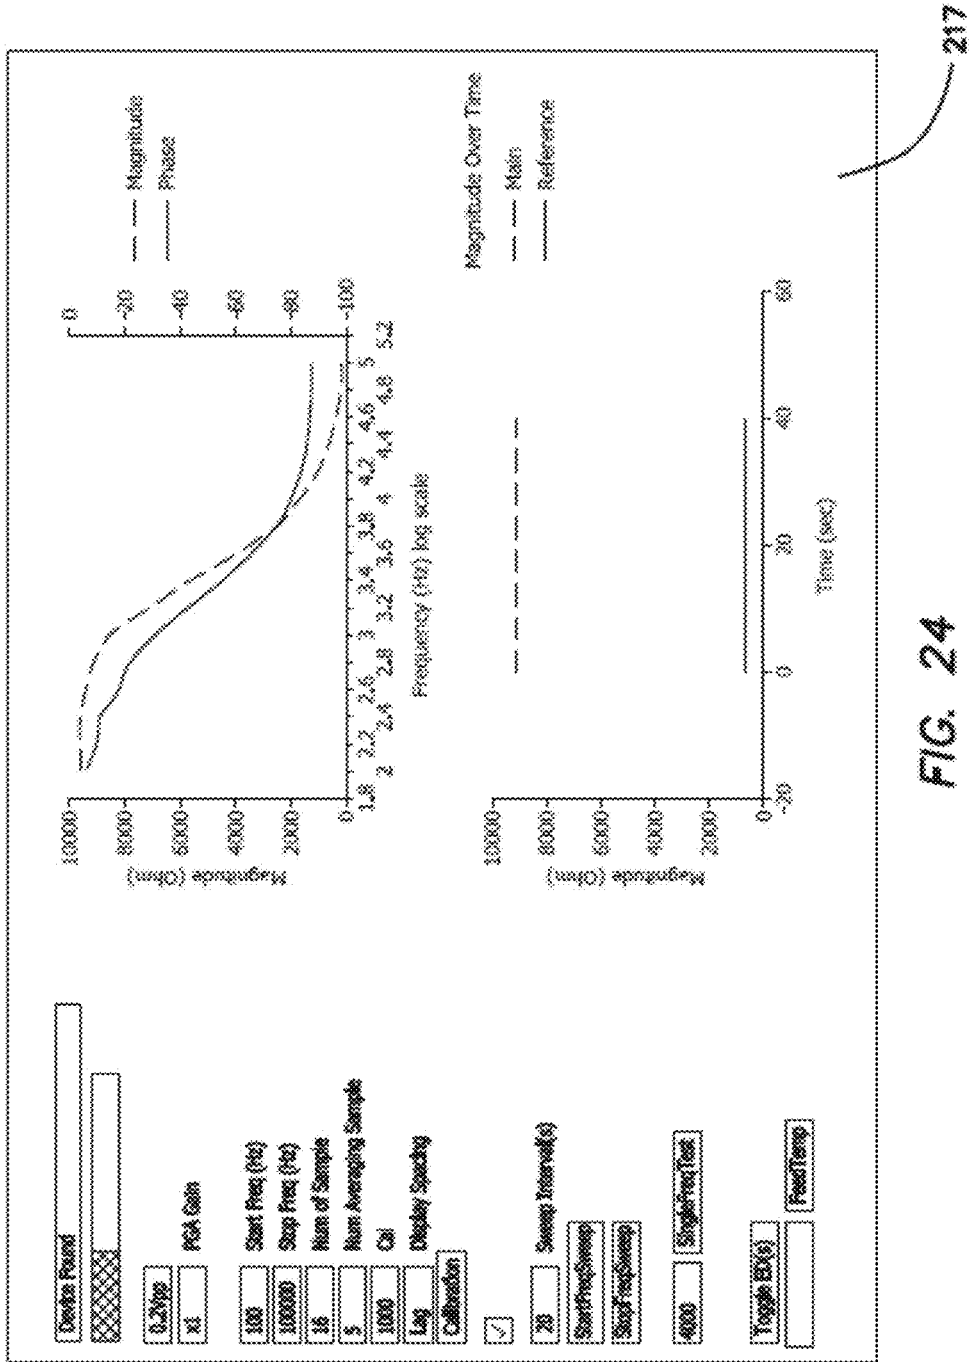 Device Found
0.2Vpp
x1 PGA Gain
100 Start Freq (Hz)
100000 Stop Freq (Hz)
16 Num of Sample
5 Num Averaging Sample
1000 Cal
Log Display Spacing
Calibration
20 Sweep Interval(s)
StartFreqSweep
StopFreqSweep
4000 SingleFreqTest
FeedTemp
Magnitude (Ohm)
10000
8000
6000
4000
2000
0
1.8 2 2.2 2.4 2.6 2.8 3 3.2 3.4 3.6 3.8 4 4.2 4.4 4.6 4.8 5 5.2
Frequency (Hz) log scale
0
-20
-40
-60
-80
-100
Magnitude
Phase
Magnitude (Ohm)
10000
8000
6000
4000
2000
0
-20 0 20 40 60
Time (sec)
Magnitude Over Time
Main
Reference
217
FIG. 24